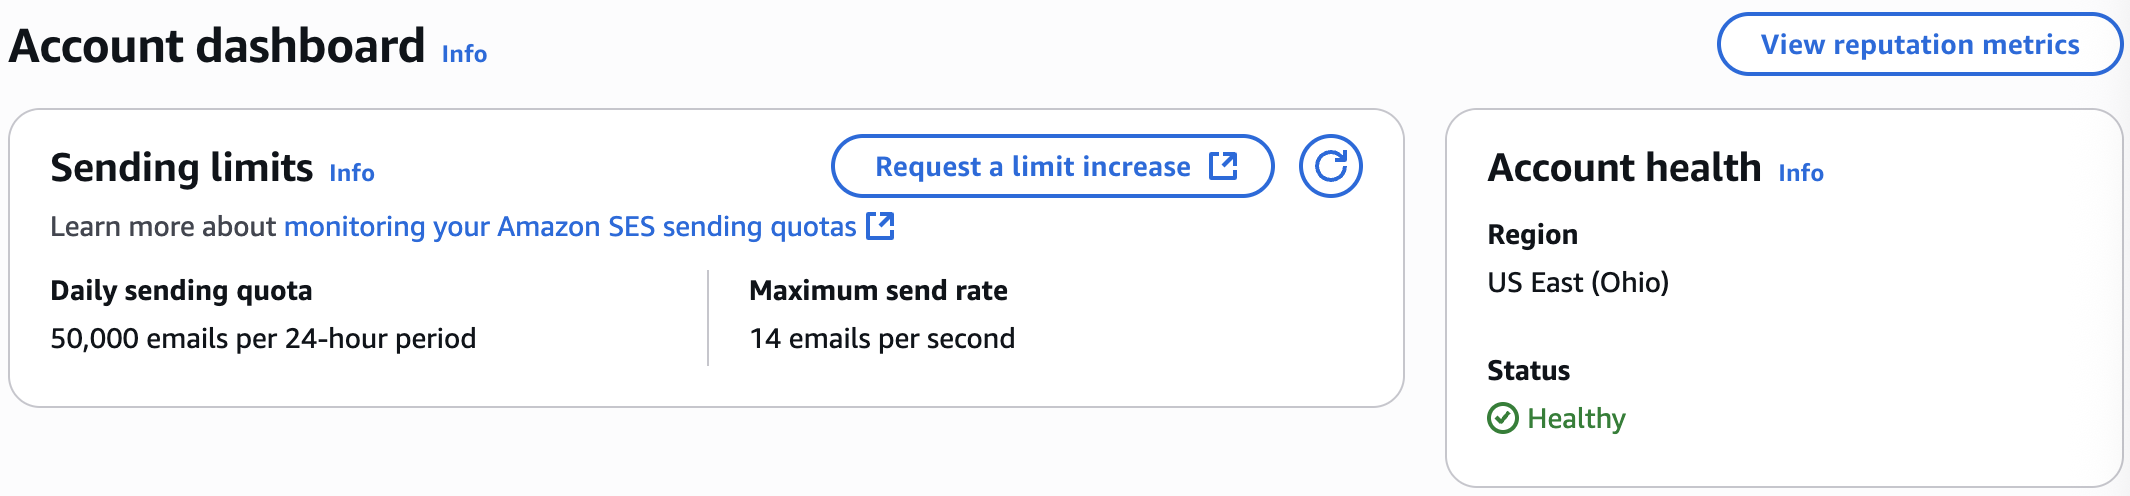 Account dashboard Info
View reputation metrics
Sending limits Info
Request a limit increase
Learn more about monitoring your Amazon SES sending quotas
Daily sending quota
50,000 emails per 24-hour period
Maximum send rate
14 emails per second
Account health Info
Region
US East (Ohio)
Status
Healthy